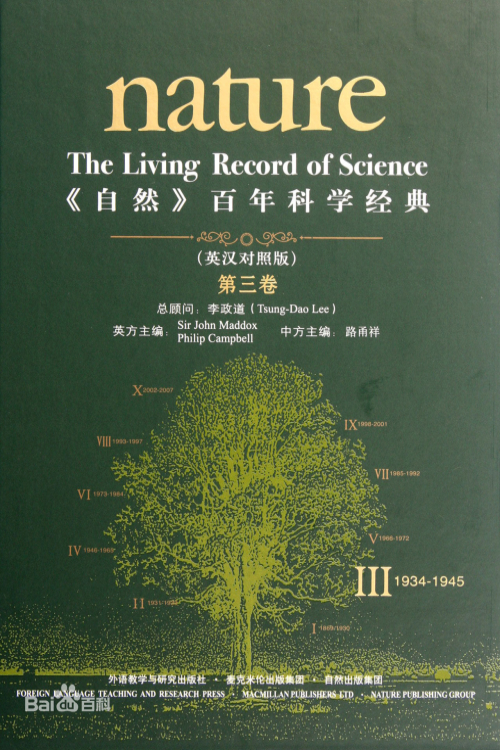 nature
The Living Record of Science
《自然》百年科学经典
(英汉对照版)
第三卷
总顾问：李政道（Tsung-Dao Lee）
英方主编： Sir John Maddox
Philip Campbell
中方主编：路甬祥
X 2002-2007
IX 1998-2001
VIII 1993-1997
VII 1985-1992
VI 1973-1984
V 1966-1972
IV 1946-1965
III 1934-1945
II 1931/1933
I 1869/1930
外语教学与研究出版社 · 麦克米伦出版集团 · 自然出版集团
FOREIGN LANGUAGE TEACHING AND RESEARCH PRESS · MACMILLAN PUBLISHERS LTD · NATURE PUBLISHING GROUP
Bai百科